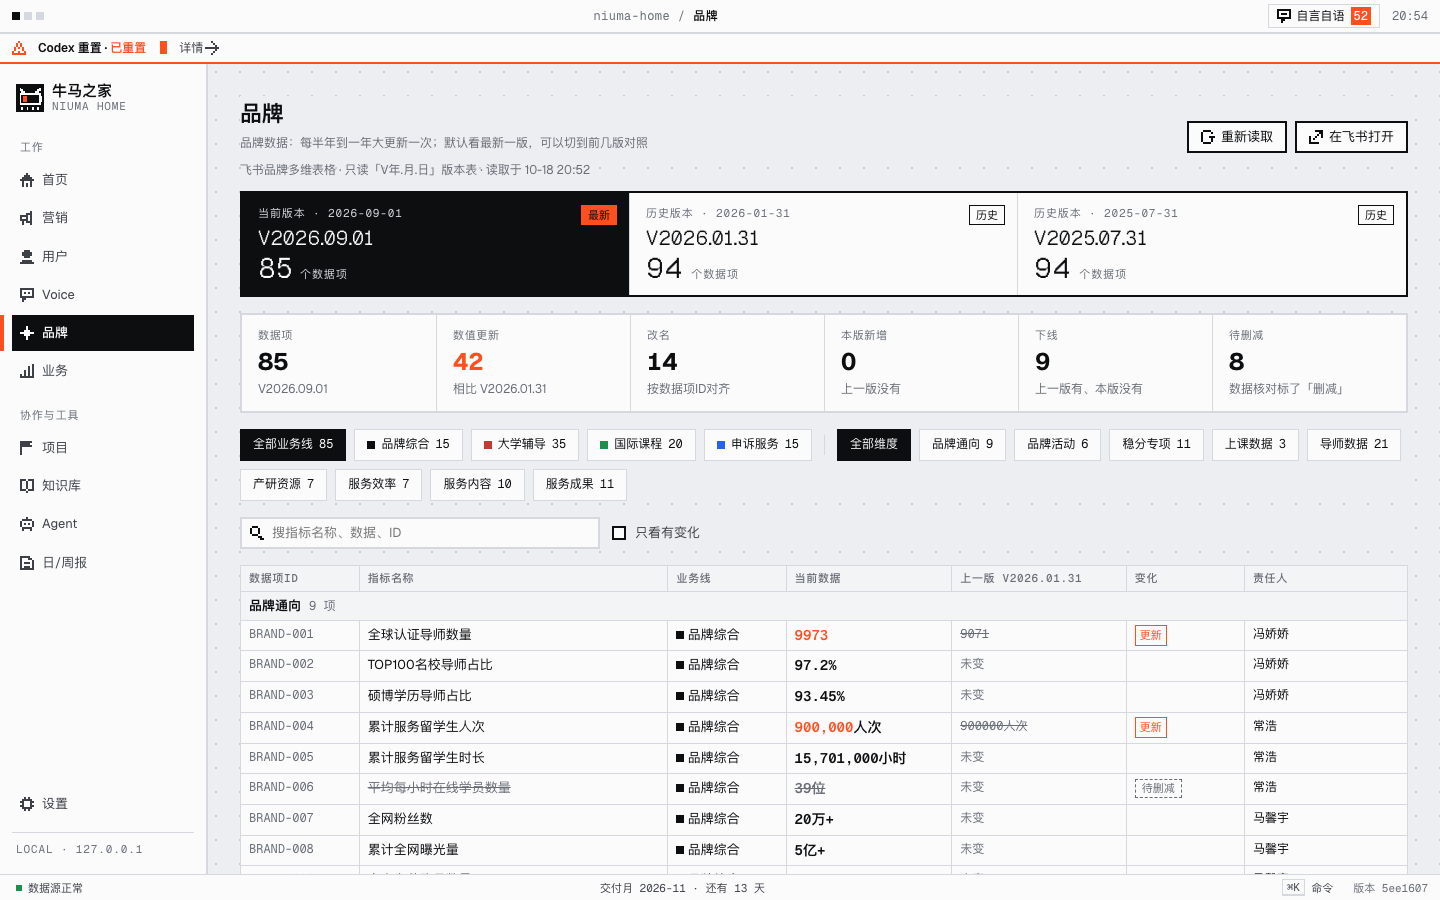 niuma-home / 品牌
自言自语 52
20:54
Codex 重置 · 已重置
详情
牛马之家
NIUMA HOME
工作
首页
营销
用户
Voice
品牌
业务
协作与工具
项目
知识库
Agent
日/周报
设置
LOCAL · 127.0.0.1
品牌
品牌数据：每半年到一年大更新一次；默认看最新一版，可以切到前几版对照
飞书品牌多维表格 · 只读「V年.月.日」版本表 · 读取于 10-18 20:52
重新读取
在飞书打开
当前版本 · 2026-09-01 最新
V2026.09.01
85 个数据项
历史版本 · 2026-01-31 历史
V2026.01.31
94 个数据项
历史版本 · 2025-07-31 历史
V2025.07.31
94 个数据项
数据项
85
V2026.09.01
数值更新
42
相比 V2026.01.31
改名
14
按数据项ID对齐
本版新增
0
上一版没有
下线
9
上一版有、本版没有
待删减
8
数据核对标了「删减」
全部业务线 85 品牌综合 15 大学辅导 35 国际课程 20 申诉服务 15 全部维度 品牌通向 9 品牌活动 6 稳分专项 11 上课数据 3 导师数据 21
产研资源 7 服务效率 7 服务内容 10 服务成果 11
搜指标名称、数据、ID
只看有变化
数据项ID 指标名称 业务线 当前数据 上一版 V2026.01.31 变化 责任人
品牌通向 9 项
BRAND-001 全球认证导师数量 品牌综合 9973 9071 更新 冯娇娇
BRAND-002 TOP100名校导师占比 品牌综合 97.2% 未变 冯娇娇
BRAND-003 硕博学历导师占比 品牌综合 93.45% 未变 冯娇娇
BRAND-004 累计服务留学生人次 品牌综合 900,000人次 900000人次 更新 常浩
BRAND-005 累计服务留学生时长 品牌综合 15,701,000小时 未变 常浩
BRAND-006 平均每小时在线学员数量 品牌综合 39位 未变 待删减 常浩
BRAND-007 全网粉丝数 品牌综合 20万+ 未变 马馨宇
BRAND-008 累计全网曝光量 品牌综合 5亿+ 未变 马馨宇
数据源正常
交付月 2026-11 · 还有 13 天
⌘K 命令
版本 5ee1607